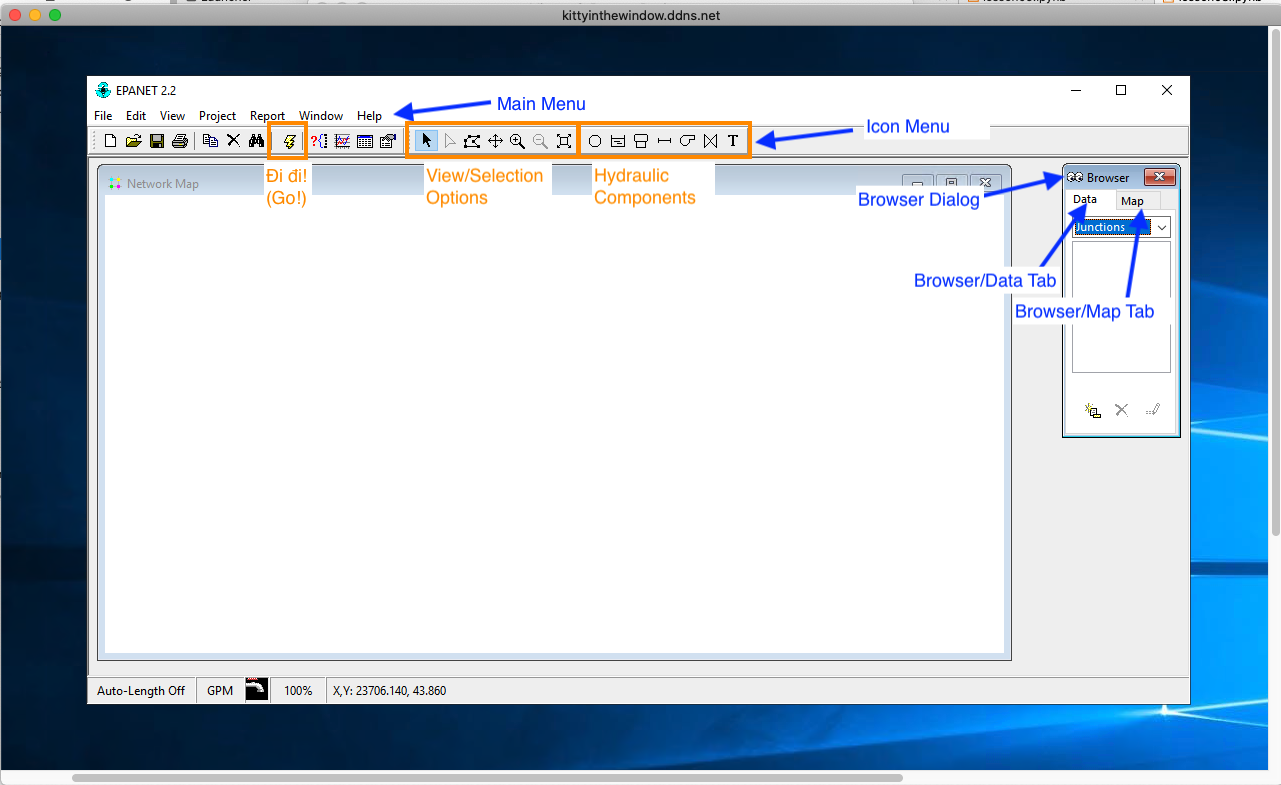 kittyinthewindow.ddns.net
EPANET 2.2
File Edit View Project Report Window Help
Main Menu
Icon Menu
T
Đi đi!
(Go!)
View/Selection
Options
Hydraulic
Components
Network Map
Browser Dialog
Browser
Data Map
Junctions
Browser/Data Tab
Browser/Map Tab
Auto-Length Off GPM 100% X,Y: 23706.140, 43.860